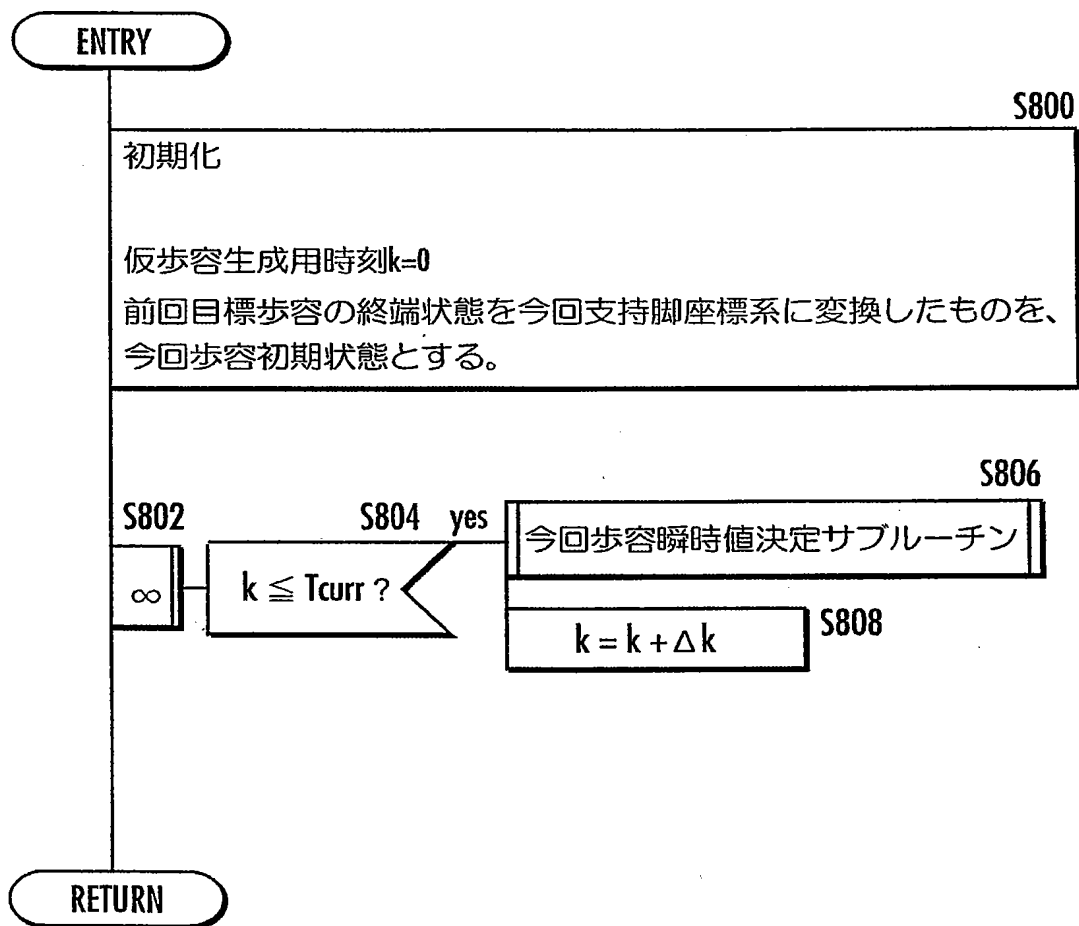 ENTRY
S800
初期化
仮歩容生成用時刻k=0
前回目標歩容の終端状態を今回支持脚座標系に変換したものを、
今回歩容初期状態とする。
S802
∞
S804
k ≦ Tcurr ?
yes
S806
今回歩容瞬時値決定サブルーチン
k = k + Δk
S808
RETURN